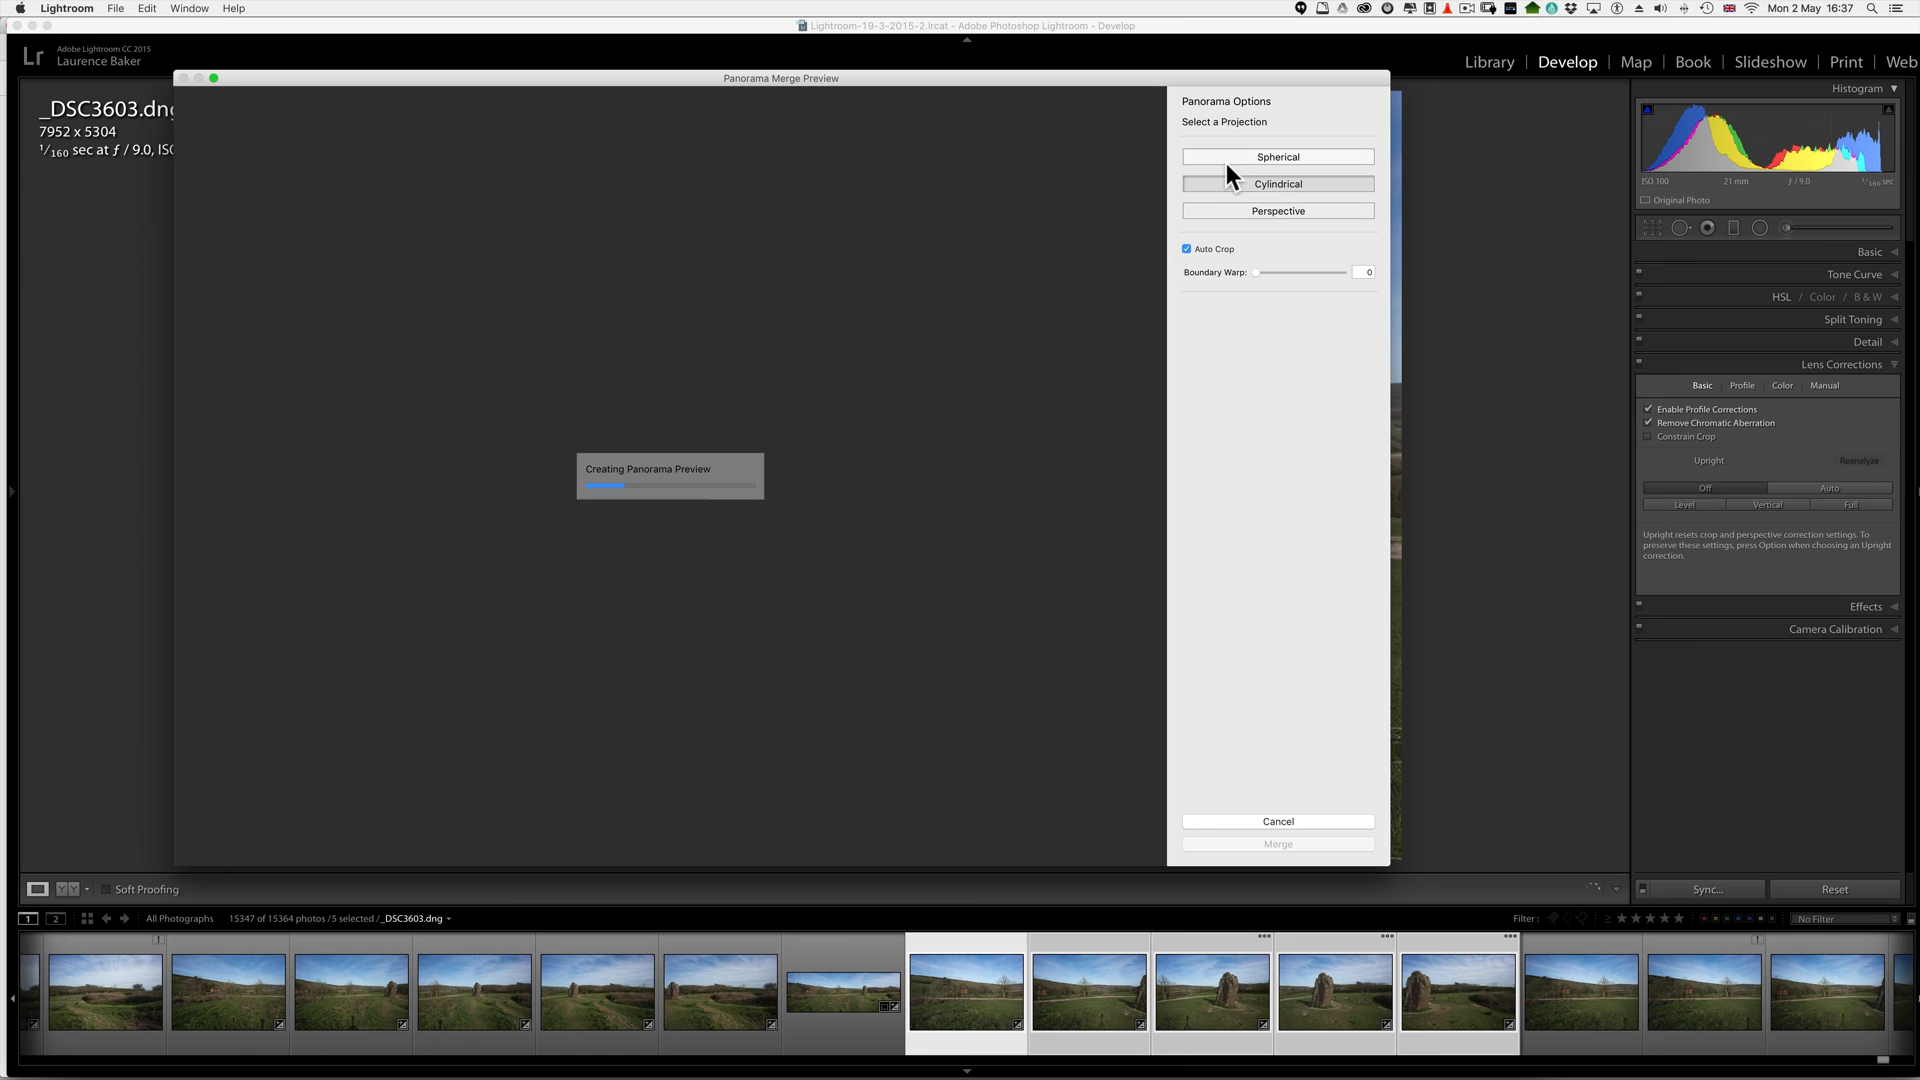 Lightroom File Edit Window Help
Mon 2 May 16:37
Lightroom-19-3-2015-2.lrcat - Adobe Photoshop Lightroom - Develop
Lr
Adobe Lightroom CC 2015
Laurence Baker
Library | Develop | Map | Book | Slideshow | Print | Web
Panorama Merge Preview
_DSC3603.dng
7952 x 5304
1/160 sec at ƒ / 9.0, ISO
Creating Panorama Preview
Panorama Options
Select a Projection
Spherical
Cylindrical
Perspective
Auto Crop
Boundary Warp: 0
Cancel
Merge
Histogram
ISO 100 21 mm ƒ / 9.0 1/160 sec
Original Photo
Basic
Tone Curve
HSL / Color / B & W
Split Toning
Detail
Lens Corrections
Basic Profile Color Manual
Enable Profile Corrections
Remove Chromatic Aberration
Constrain Crop
Upright Reanalyze
Off Auto
Level Vertical Full
Upright resets crop and perspective correction settings. To
preserve these settings, press Option when choosing an Upright
correction.
Effects
Camera Calibration
YY Soft Proofing
Sync... Reset
1 2 All Photographs 15347 of 15364 photos /5 selected /_DSC3603.dng
Filter : ≥ ★★★★★ No Filter